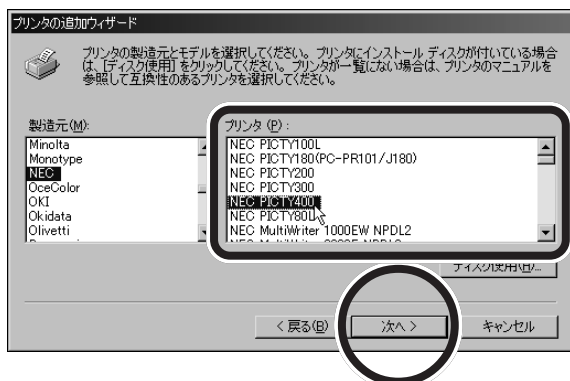 プリンタの追加ウィザード
プリンタの製造元とモデルを選択してください。プリンタにインストール ディスクが付いている場合
は、[ディスク使用] をクリックしてください。プリンタが一覧にない場合は、プリンタのマニュアルを
参照して互換性のあるプリンタを選択してください。
製造元(M):
プリンタ (P) :
Minolta
Monotype
NEC
OceColor
OKI
Okidata
Olivetti
NEC PICTY100L
NEC PICTY180(PC-PR101/J180)
NEC PICTY200
NEC PICTY300
NEC PICTY400
NEC PICTY80L
NEC MultiWriter 1000EW NPDL2
ディスク使用(H)...
< 戻る(B)
次へ >
キャンセル